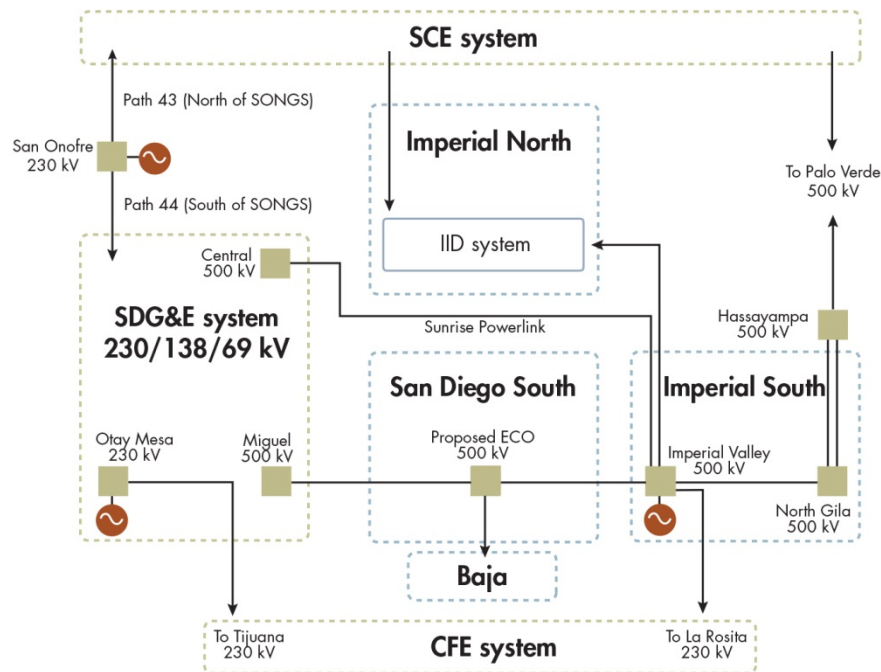 SCE system
Path 43 (North of SONGS)
San Onofre
230 kV
Path 44 (South of SONGS)
Imperial North
IID system
To Palo Verde
500 kV
Central
500 kV
SDG&E system
230/138/69 kV
Sunrise Powerlink
Hassayampa
500 kV
San Diego South
Imperial South
Otay Mesa
230 kV
Miguel
500 kV
Proposed ECO
500 kV
Imperial Valley
500 kV
North Gila
500 kV
Baja
To Tijuana
230 kV
CFE system
To La Rosita
230 kV